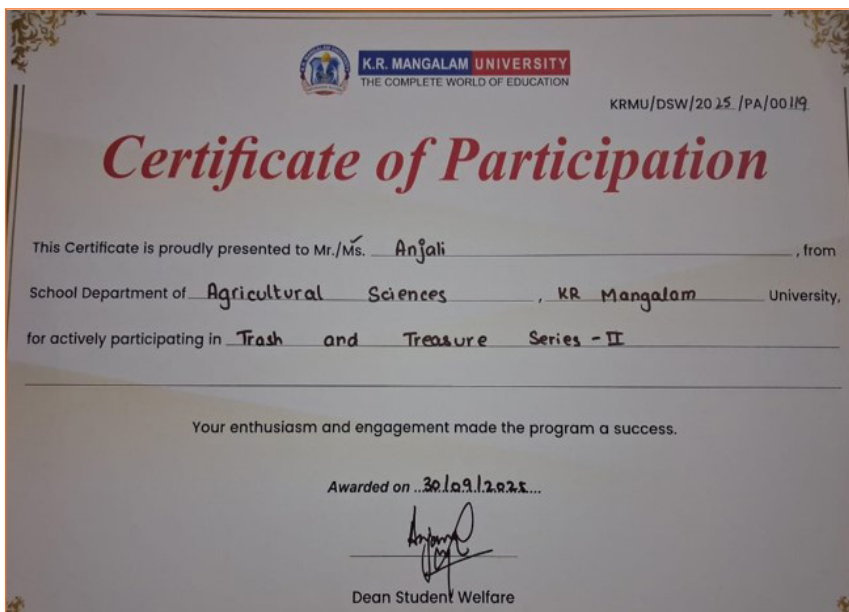 K.R. MANGALAM UNIVERSITY
THE COMPLETE WORLD OF EDUCATION
KRMU/DSW/2025/PA/00119
Certificate of Participation
This Certificate is proudly presented to Mr./Ms. Anjali, from
School Department of Agricultural Sciences, KR Mangalam University,
for actively participating in Trash and Treasure Series - II
Your enthusiasm and engagement made the program a success.
Awarded on 30/09/2025
Dean Student Welfare